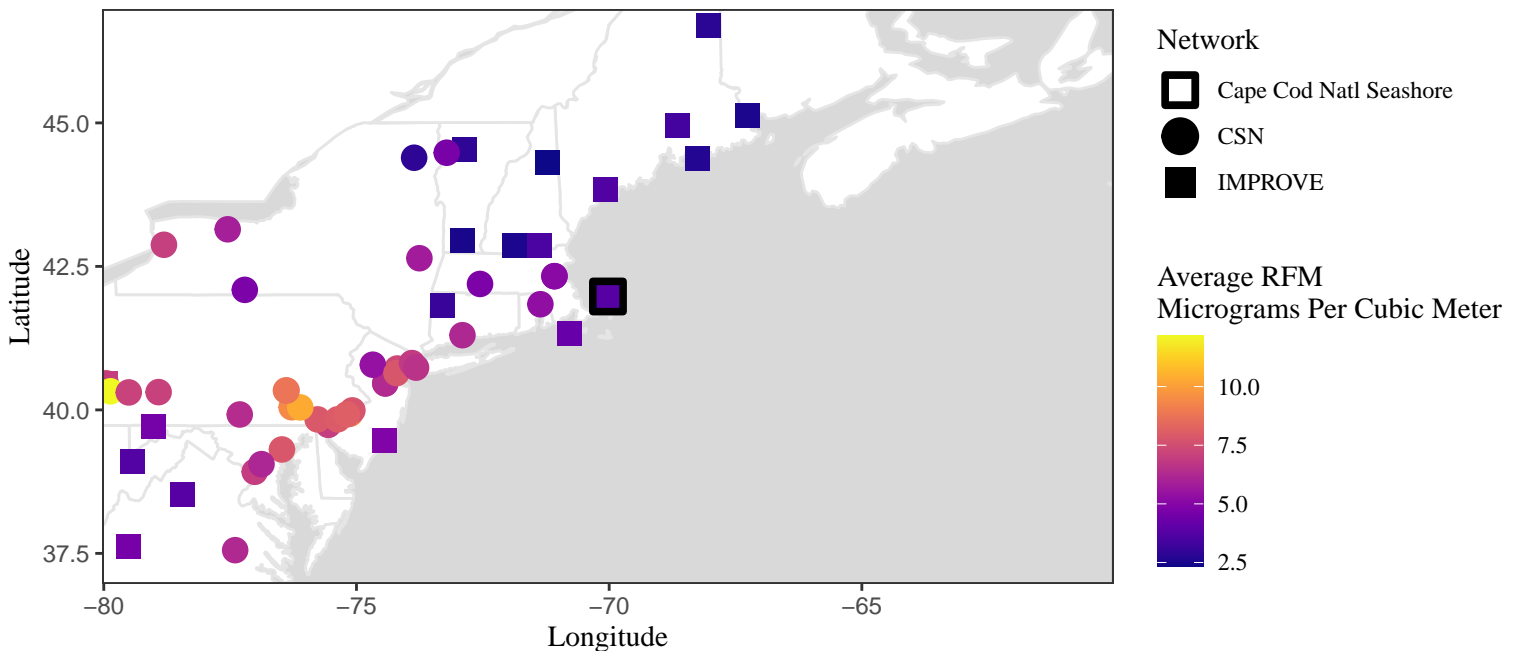 45.0
42.5
40.0
37.5
Latitude
−80
−75
−70
−65
Longitude
Network
Cape Cod Natl Seashore
CSN
IMPROVE
Average RFM
Micrograms Per Cubic Meter
10.0
7.5
5.0
2.5